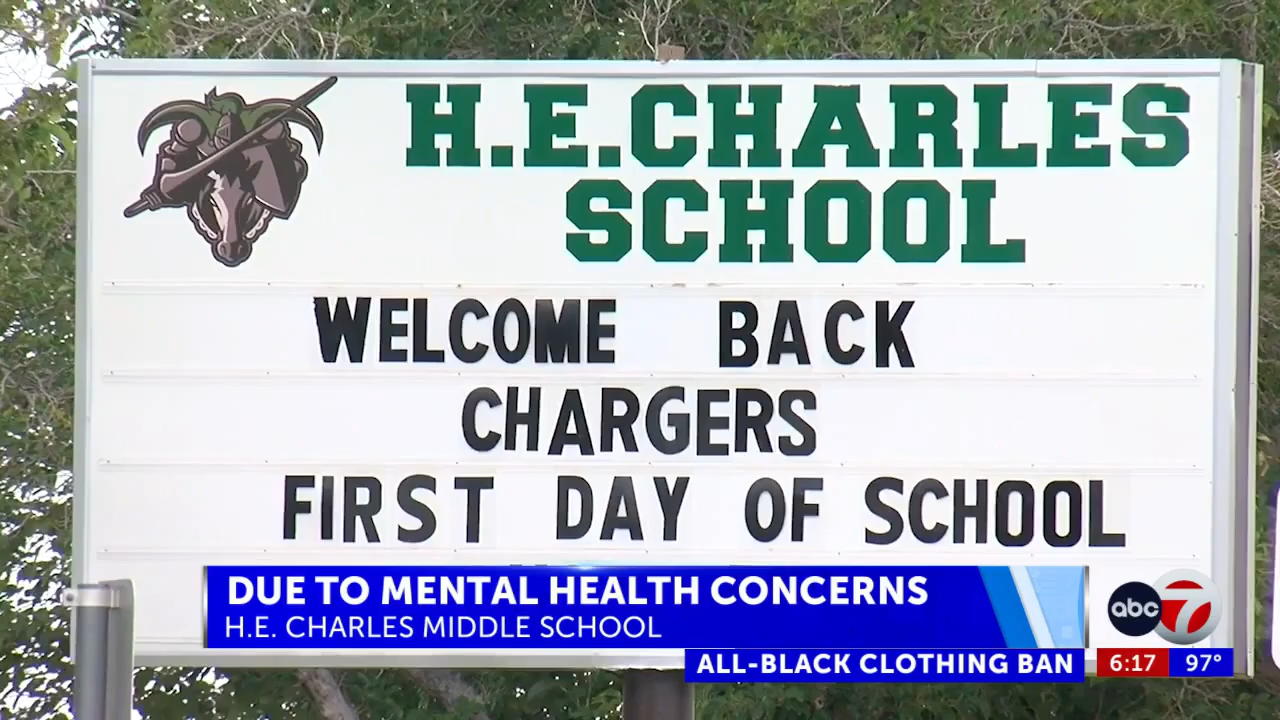 H.E.CHARLES
SCHOOL
WELCOME BACK
CHARGERS
FIRST DAY OF SCHOOL
DUE TO MENTAL HEALTH CONCERNS
H.E. CHARLES MIDDLE SCHOOL
abc 7
ALL-BLACK CLOTHING BAN
6:17 97°